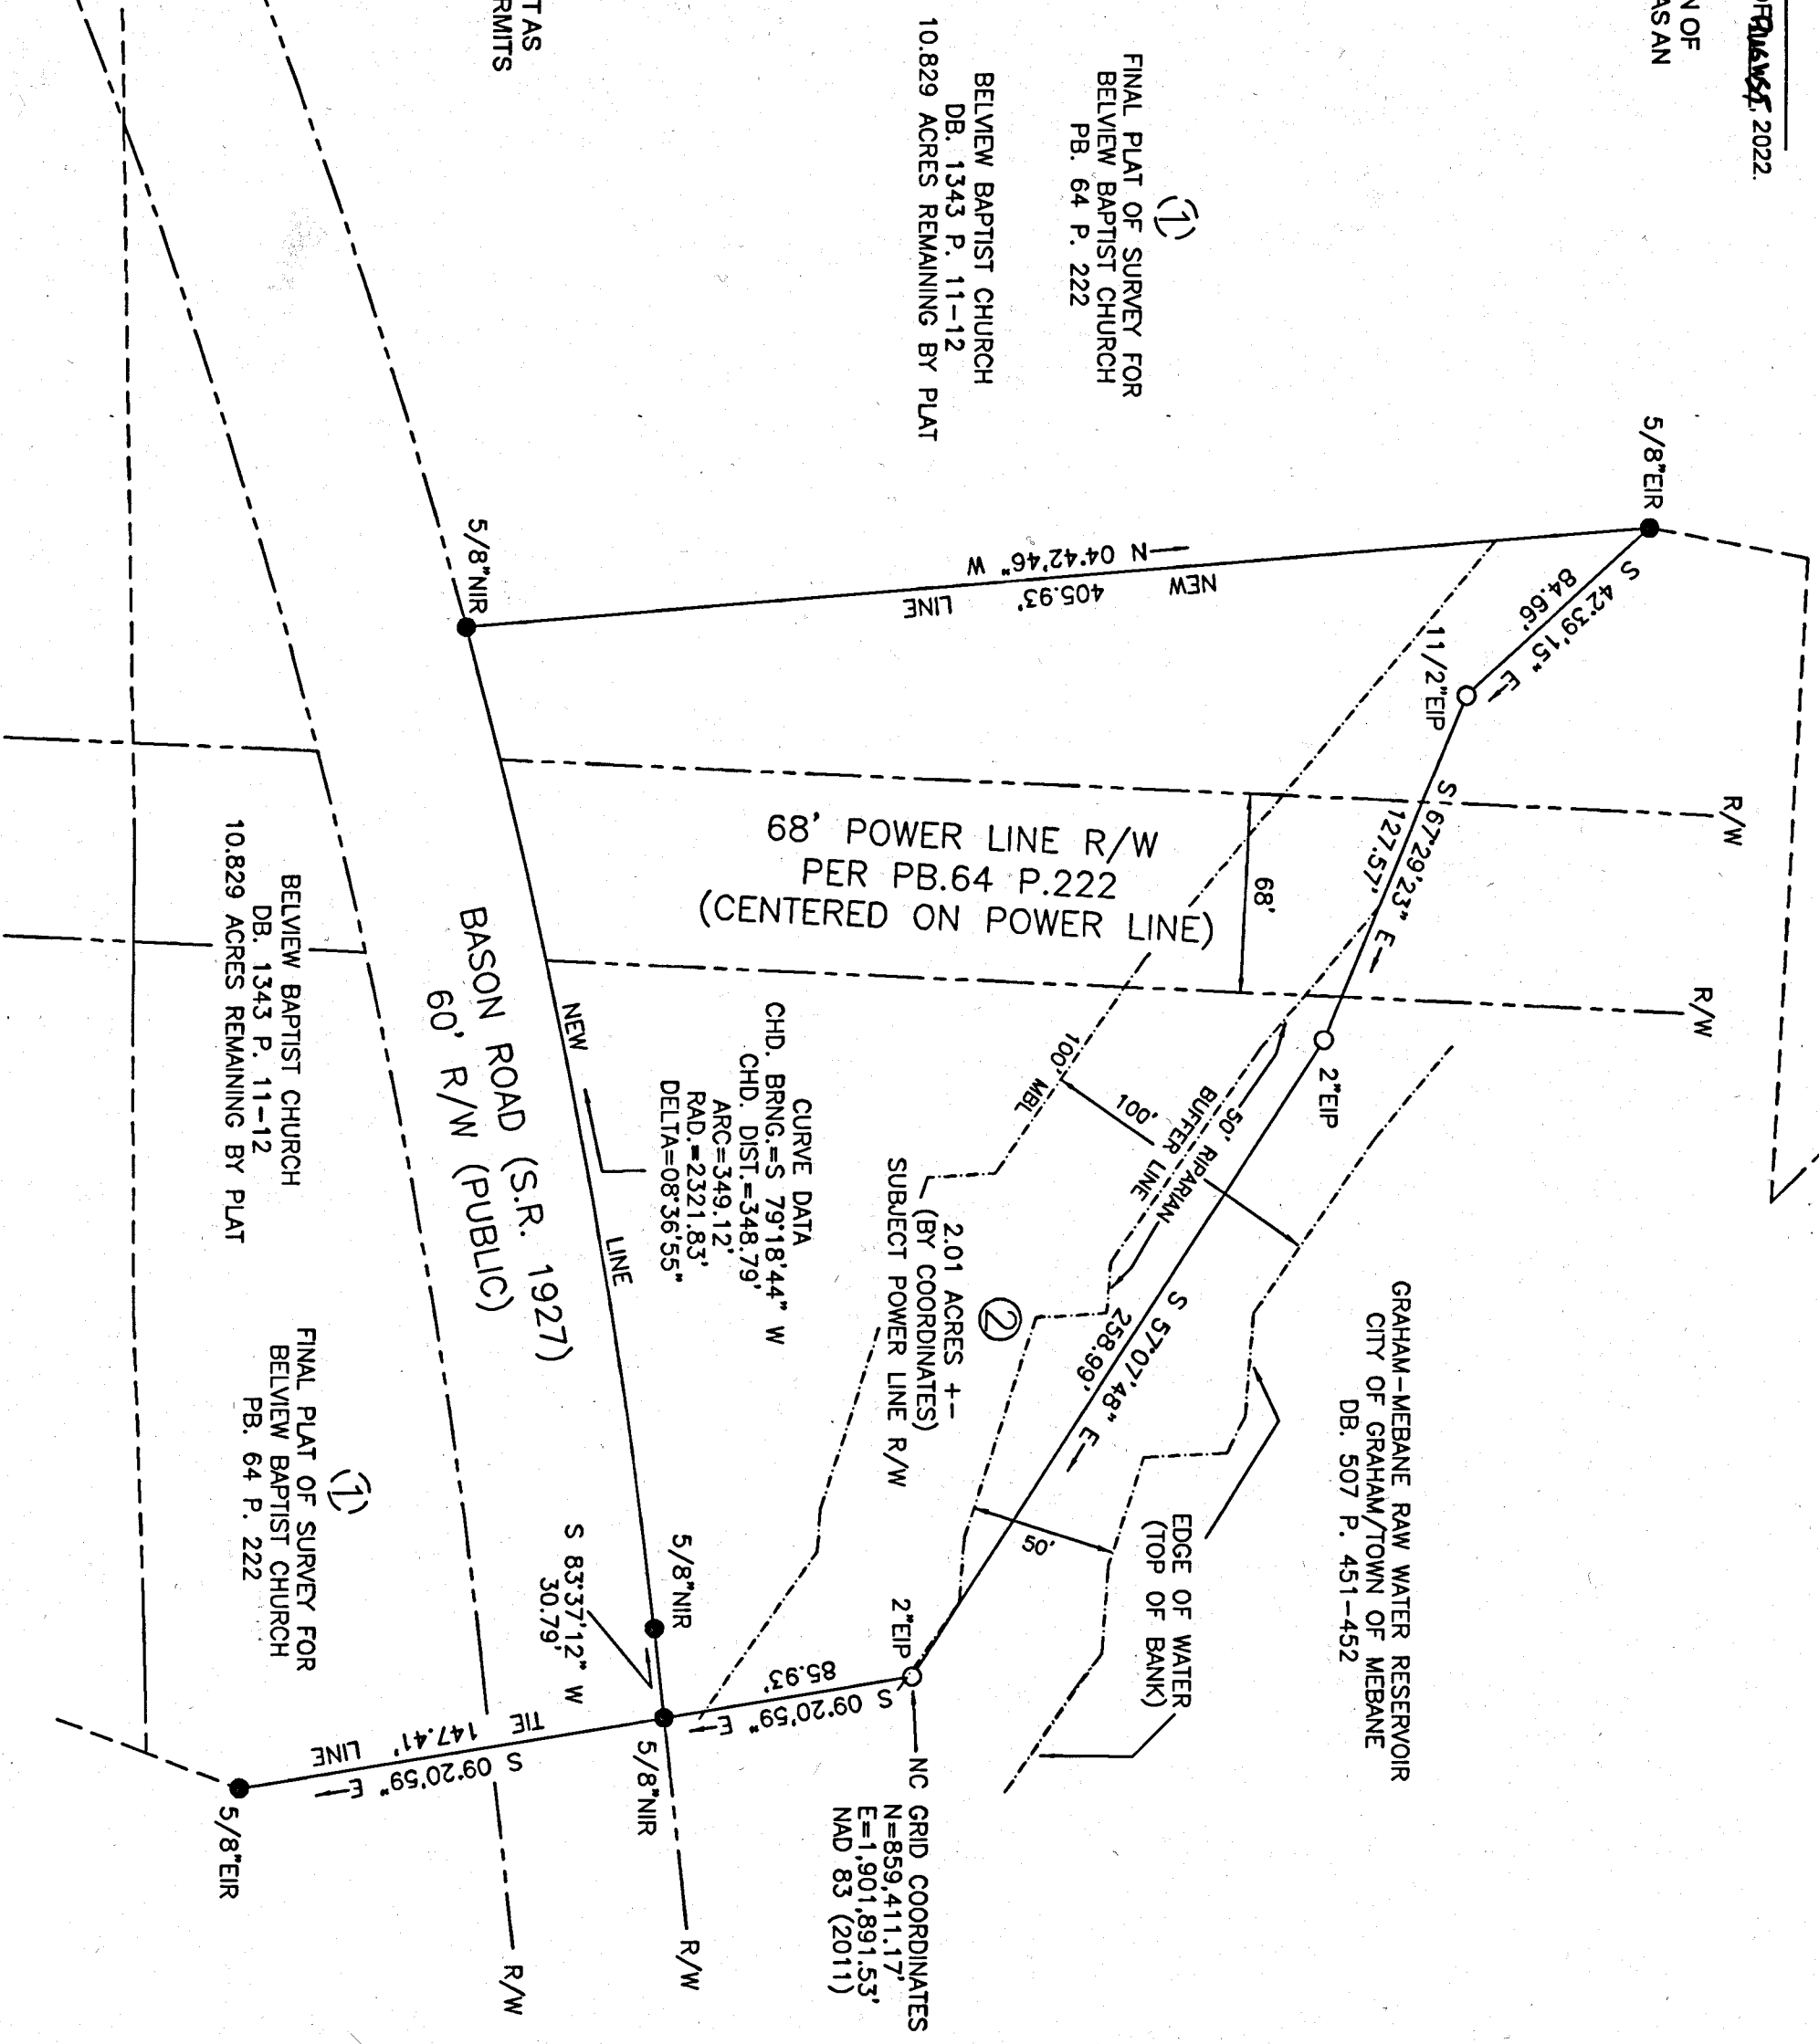 2022.
N OF
AS AN
T AS
RMITS
①
FINAL PLAT OF SURVEY FOR
BELVIEW BAPTIST CHURCH
PB. 64 P. 222
BELVIEW BAPTIST CHURCH
DB. 1343 P. 11-12
10.829 ACRES REMAINING BY PLAT
5/8"EIR
S 42°39'15" E
84.66'
11/2"EIP
S 67°29'23" E
127.57'
2"EIP
R/W
R/W
N 04°42'46" W
405.93'
NEW LINE
5/8"NIR
68' POWER LINE R/W
PER PB.64 P.222
(CENTERED ON POWER LINE)
68'
100' MBL
100'
50' RIPARIAN
BUFFER LINE
S 57°07'48" E
258.99'
GRAHAM-MEBANE RAW WATER RESERVOIR
CITY OF GRAHAM/TOWN OF MEBANE
DB. 507 P. 451-452
EDGE OF WATER
(TOP OF BANK)
50'
②
2.01 ACRES +-
(BY COORDINATES)
SUBJECT POWER LINE R/W
CURVE DATA
CHD. BRNG.=S 79°18'44" W
CHD. DIST.=348.79'
ARC=349.12'
RAD.=2321.83'
DELTA=08°36'55"
NEW LINE
BASON ROAD (S.R. 1927)
60' R/W (PUBLIC)
2"EIP
NC GRID COORDINATES
N=859,411.17'
E=1,901,891.53'
NAD 83 (2011)
S 09°20'59" E
85.93'
5/8"NIR
S 83°37'12" W
30.79'
5/8"NIR
R/W
R/W
TIE LINE
S 09°20'59" E
147.41'
5/8"EIR
BELVIEW BAPTIST CHURCH
DB. 1343 P. 11-12
10.829 ACRES REMAINING BY PLAT
①
FINAL PLAT OF SURVEY FOR
BELVIEW BAPTIST CHURCH
PB. 64 P. 222